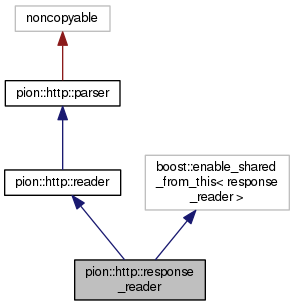 noncopyable
pion::http::parser
pion::http::reader
boost::enable_shared
_from_this< response
_reader >
pion::http::response
_reader